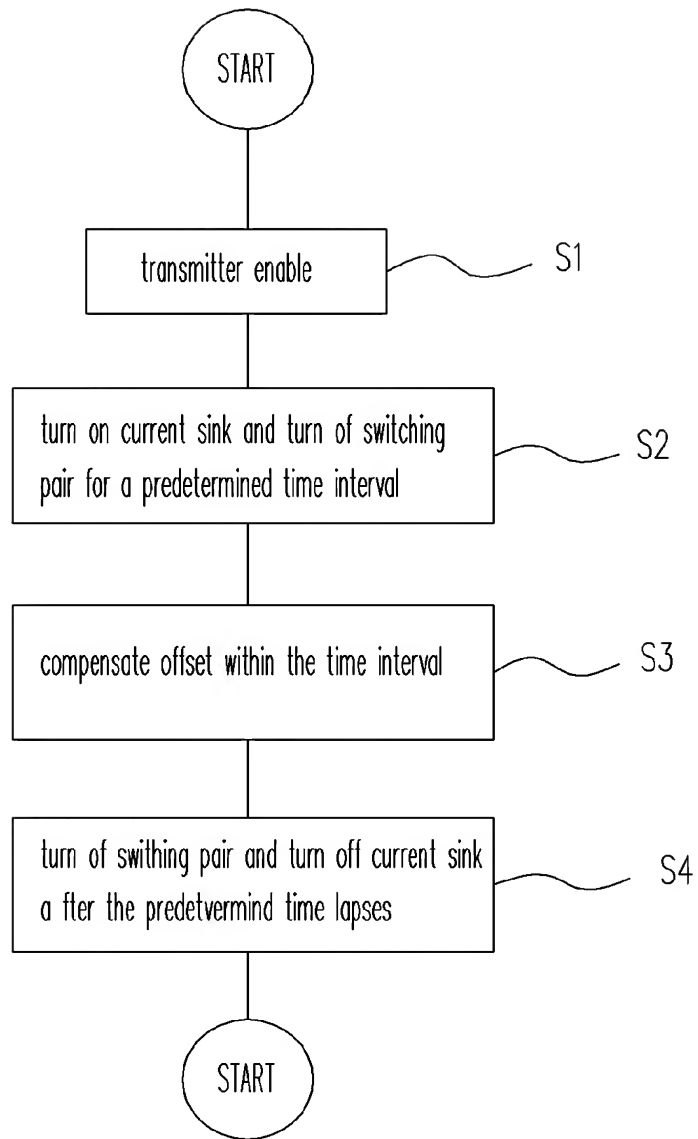 START
transmitter enable
S1
turn on current sink and turn of switching
pair for a predetermined time interval
S2
compensate offset within the time interval
S3
turn of swithing pair and turn off current sink
a fter the predetvermind time lapses
S4
START